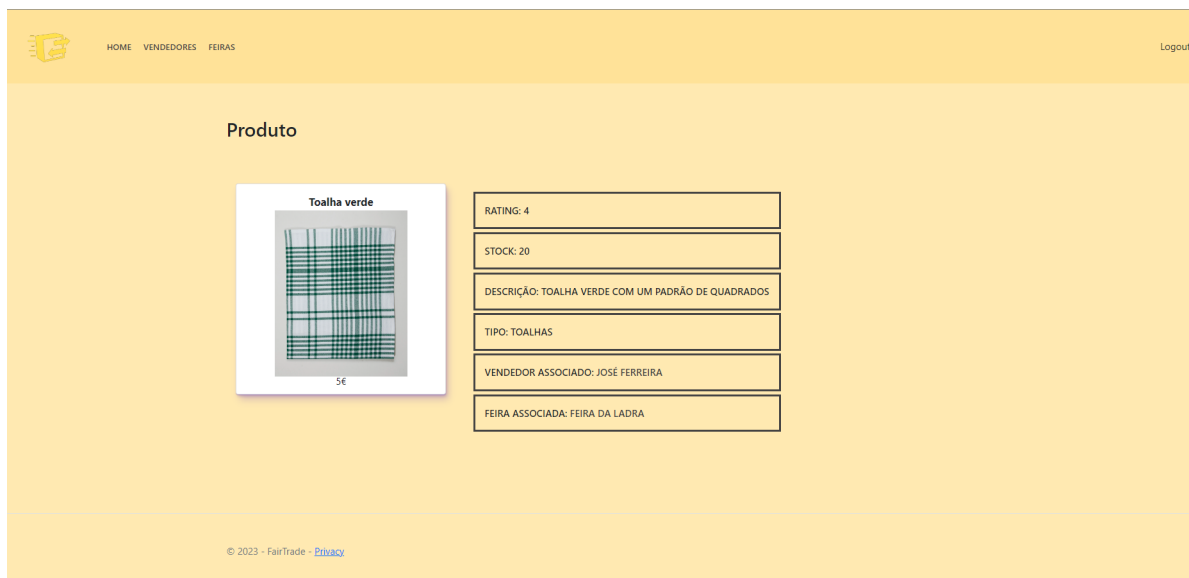 HOME VENDEDORES FEIRAS
Logout
Produto
Toalha verde
5€
RATING: 4
STOCK: 20
DESCRIÇÃO: TOALHA VERDE COM UM PADRÃO DE QUADRADOS
TIPO: TOALHAS
VENDEDOR ASSOCIADO: JOSÉ FERREIRA
FEIRA ASSOCIADA: FEIRA DA LADRA
© 2023 - FairTrade - Privacy